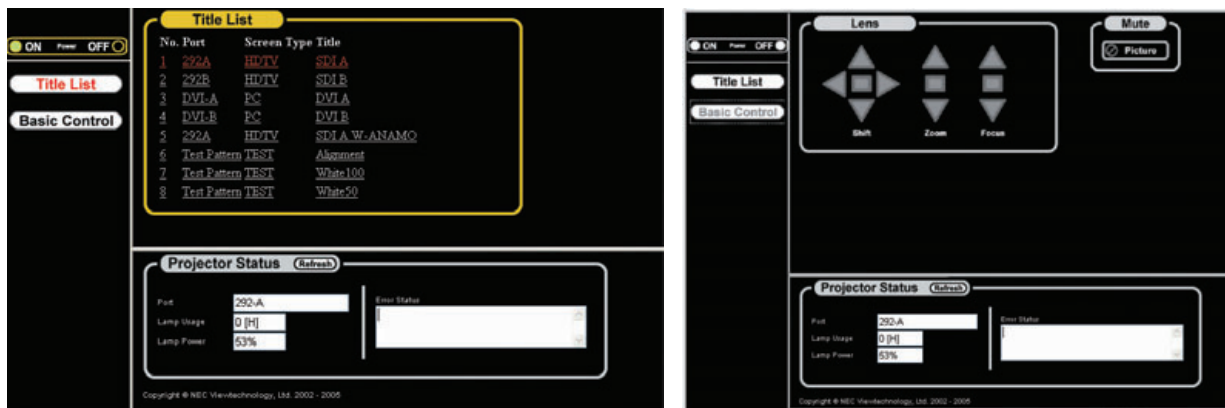 Title List
ON Power OFF
No. Port Screen Type Title
1 292A HDTV SDI A
2 292B HDTV SDI B
3 DVI-A PC DVI A
4 DVI-B PC DVI B
5 292A HDTV SDI A W-ANAMO
6 Test Pattern TEST Alignment
7 Test Pattern TEST White100
8 Test Pattern TEST White50
Title List
Basic Control
Projector Status Refresh
Port 292-A
Lamp Usage 0 [H]
Lamp Power 53%
Error Status
Copyright © NEC Viewtechnology, Ltd. 2002 - 2005
Lens
Mute
ON Power OFF
Picture
Title List
Basic Control
Shift Zoom Focus
Projector Status Refresh
Port 292-A
Lamp Usage 0 [H]
Lamp Power 53%
Error Status
Copyright © NEC Viewtechnology, Ltd. 2002 - 2005